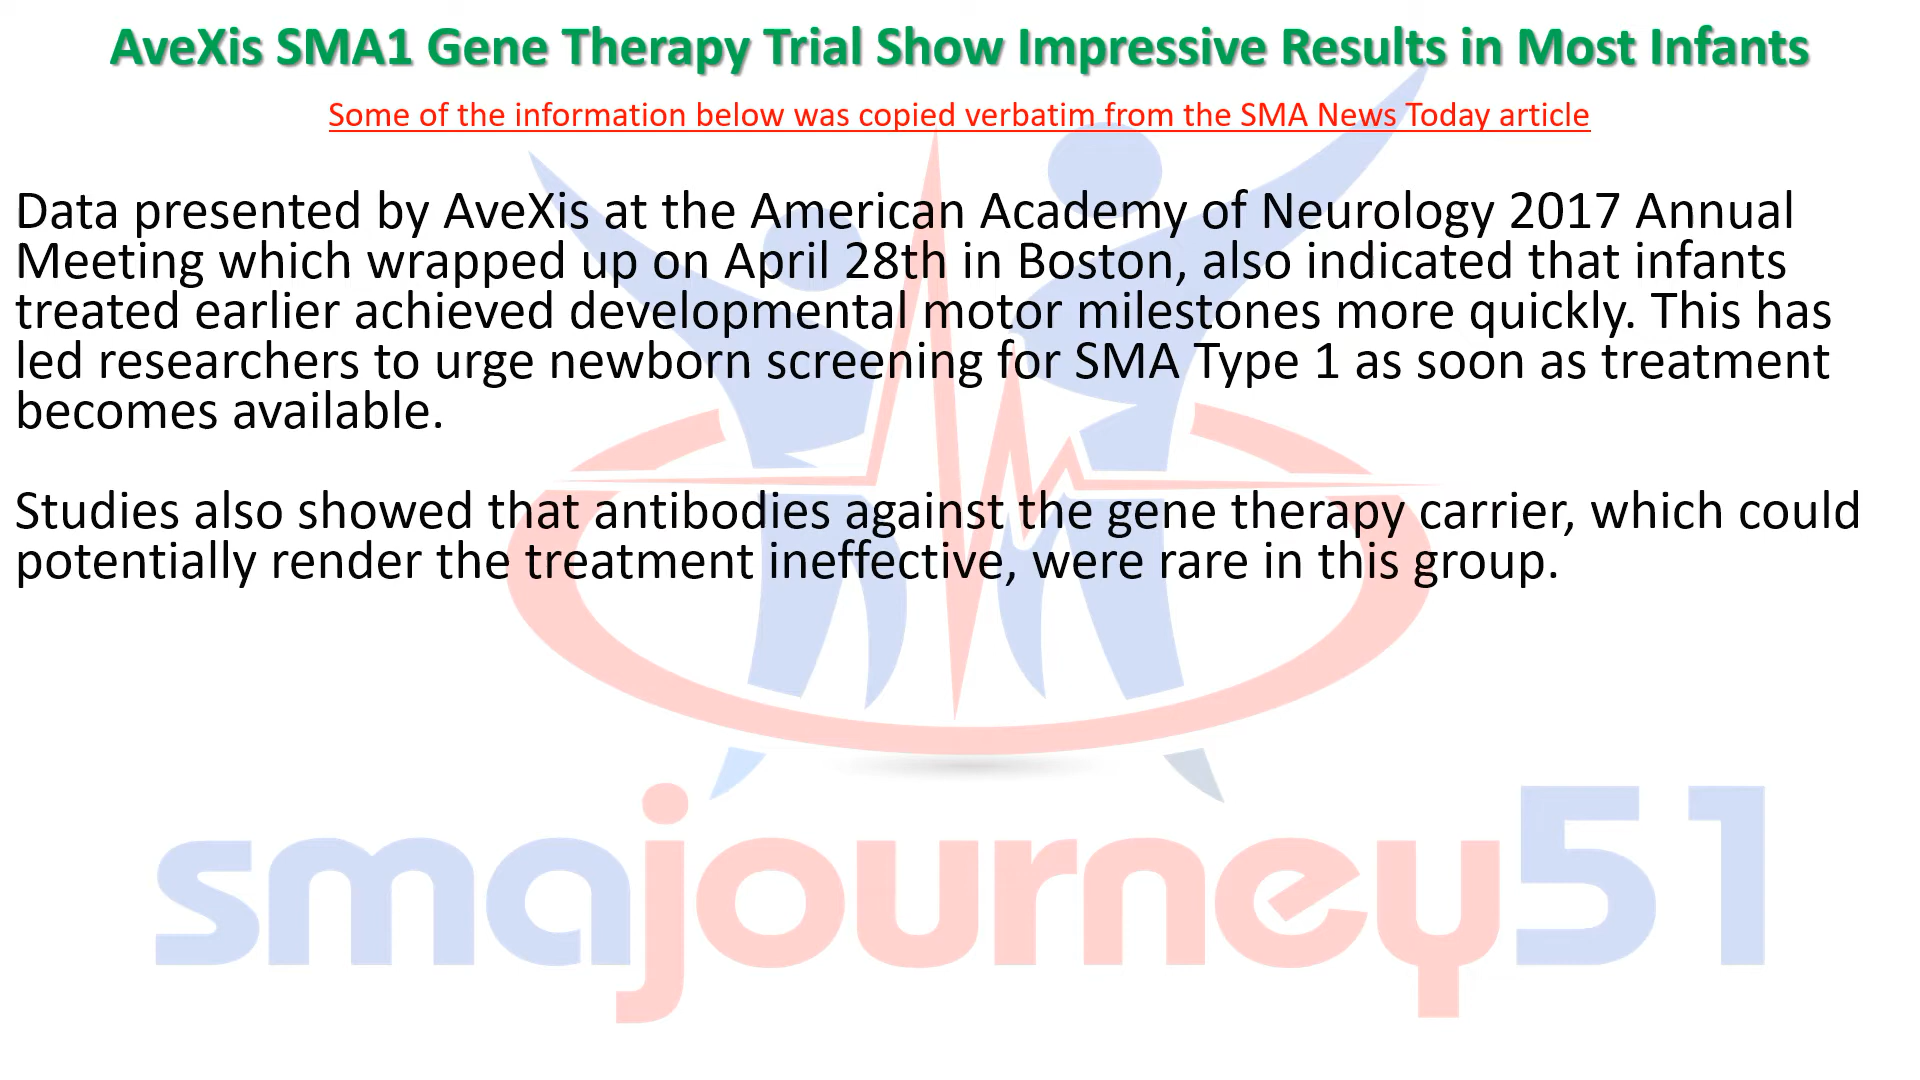 AveXis SMA1 Gene Therapy Trial Show Impressive Results in Most Infants
Some of the information below was copied verbatim from the SMA News Today article
Data presented by AveXis at the American Academy of Neurology 2017 Annual
Meeting which wrapped up on April 28th in Boston, also indicated that infants
treated earlier achieved developmental motor milestones more quickly. This has
led researchers to urge newborn screening for SMA Type 1 as soon as treatment
becomes available.
Studies also showed that antibodies against the gene therapy carrier, which could
potentially render the treatment ineffective, were rare in this group.
smajourney51